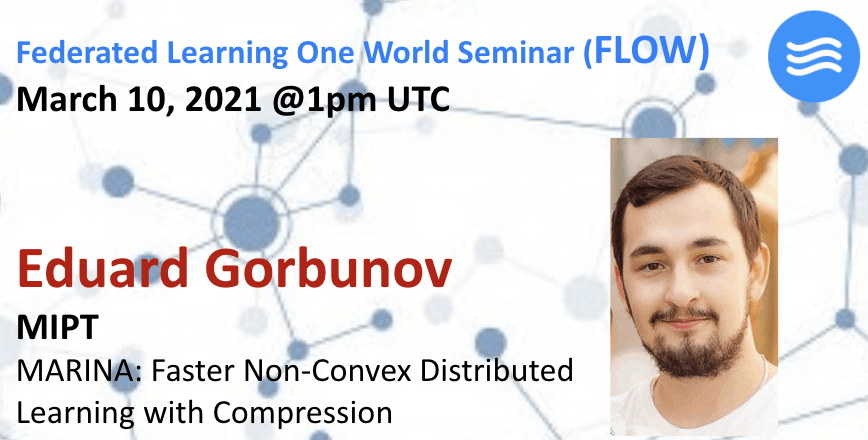 Federated Learning One World Seminar (FLOW)
March 10, 2021 @1pm UTC
Eduard Gorbunov
MIPT
MARINA: Faster Non-Convex Distributed
Learning with Compression